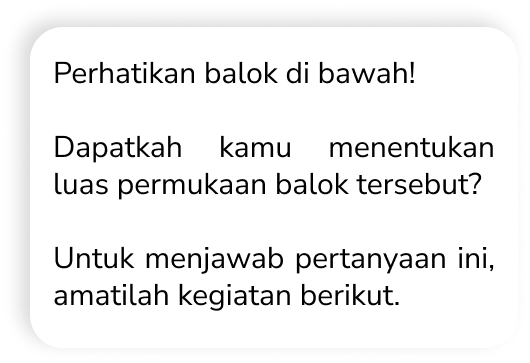 Perhatikan balok di bawah!
Dapatkah kamu menentukan
luas permukaan balok tersebut?
Untuk menjawab pertanyaan ini,
amatilah kegiatan berikut.